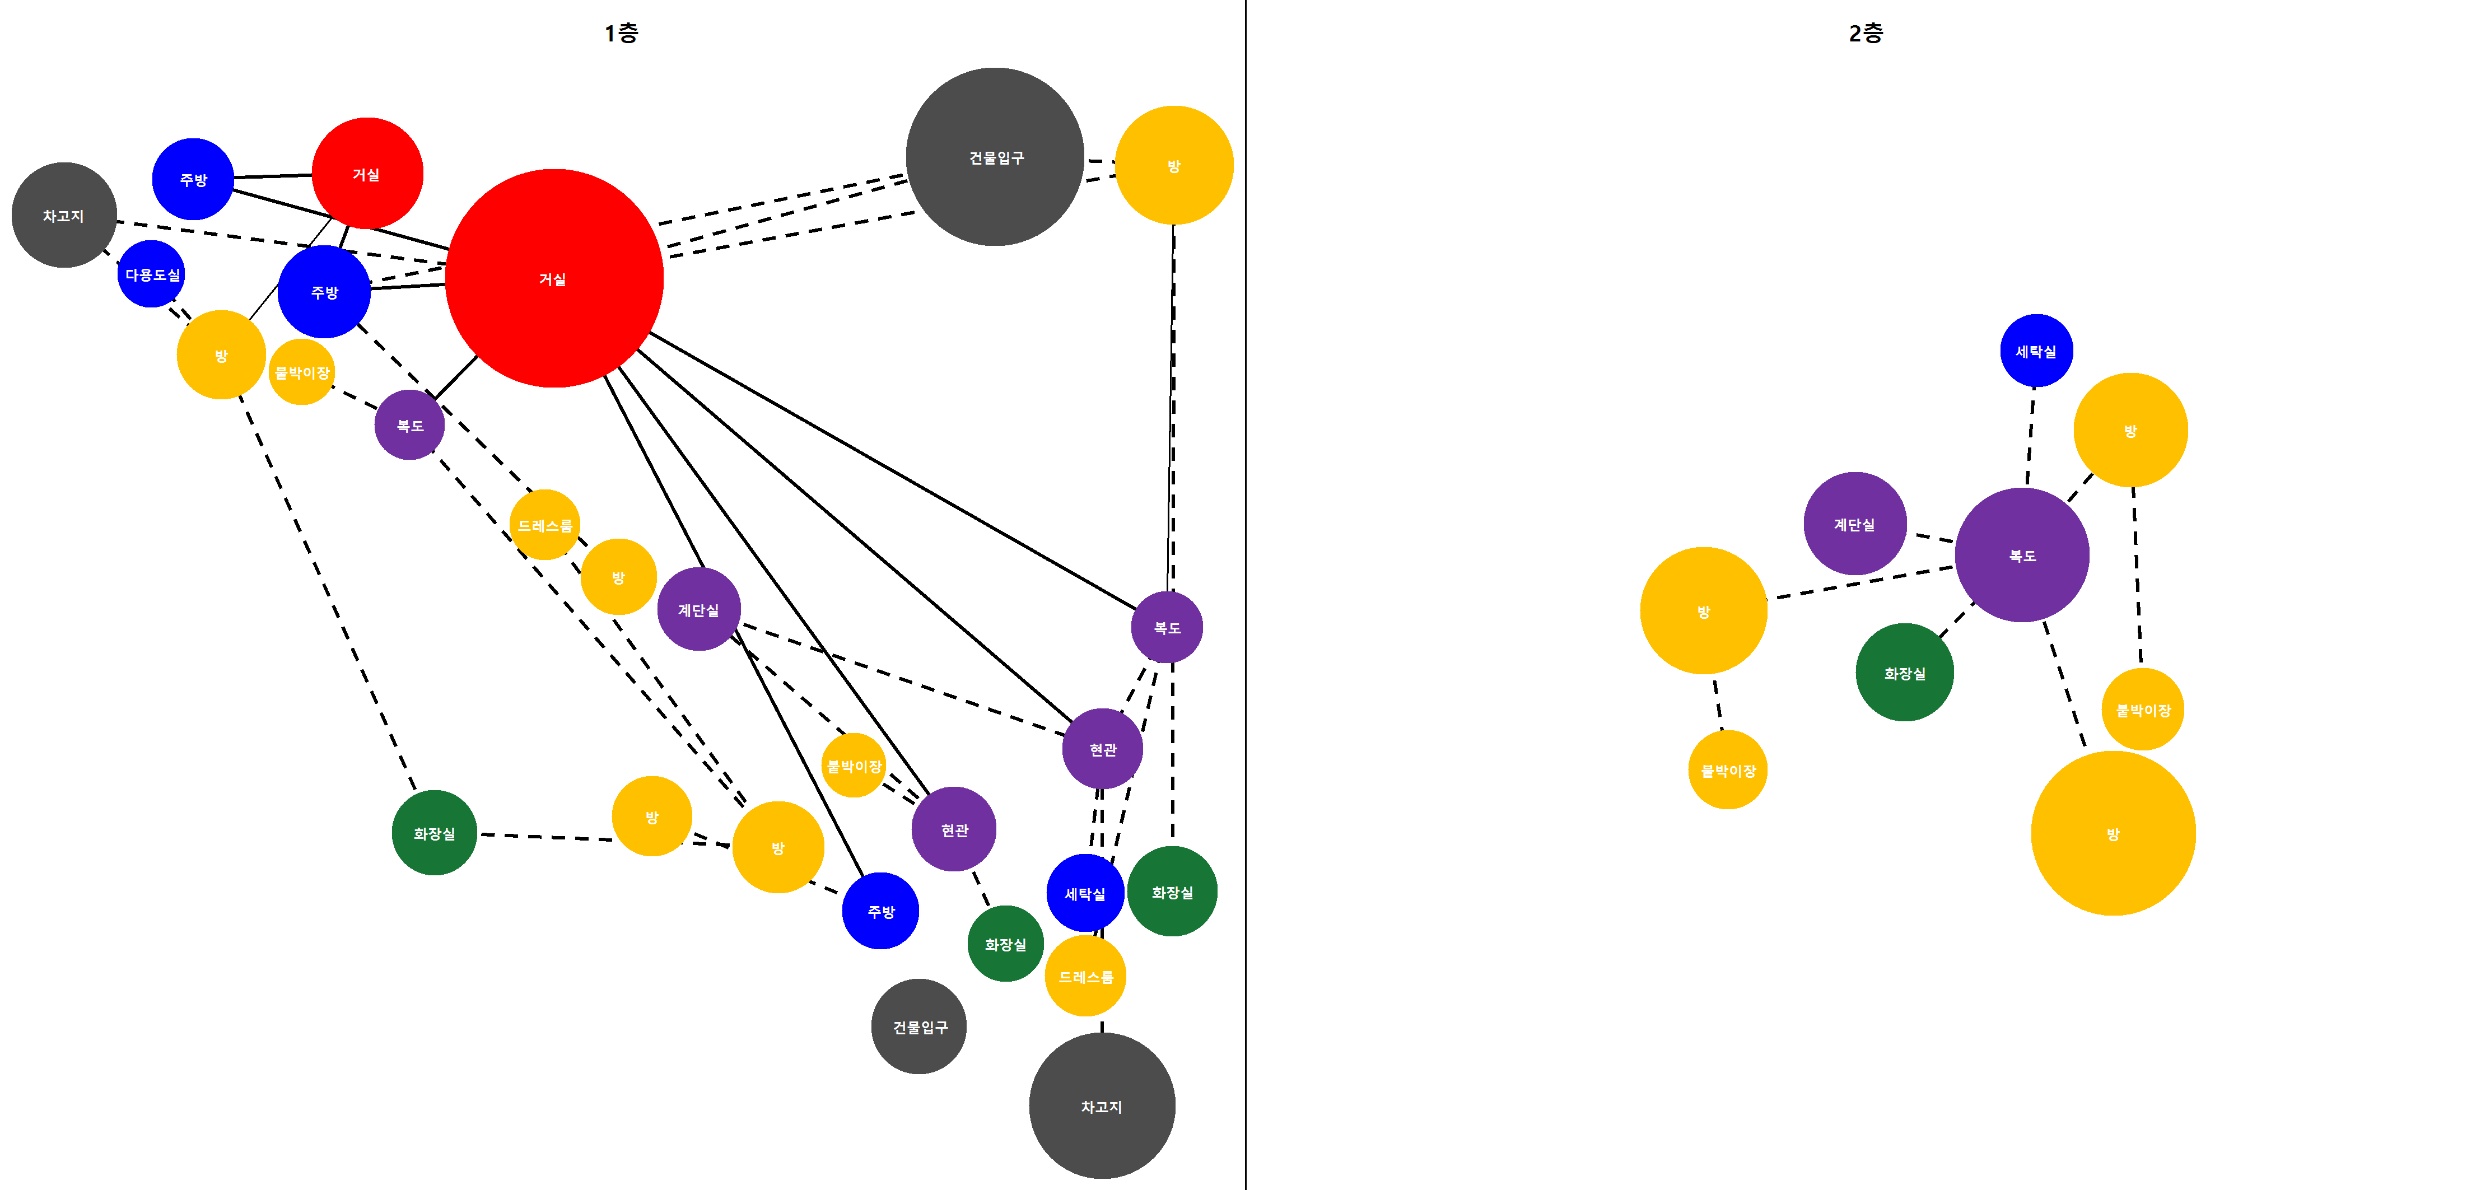 1층
2층
건물입구
방
거실
주방
차고지
다용도실
거실
주방
방
붙박이장
복도
드레스룸
방
계단실
복도
현관
붙박이장
방
화장실
방
현관
주방
세탁실
화장실
화장실
드레스룸
건물입구
차고지
세탁실
방
계단실
복도
방
화장실
붙박이장
붙박이장
방